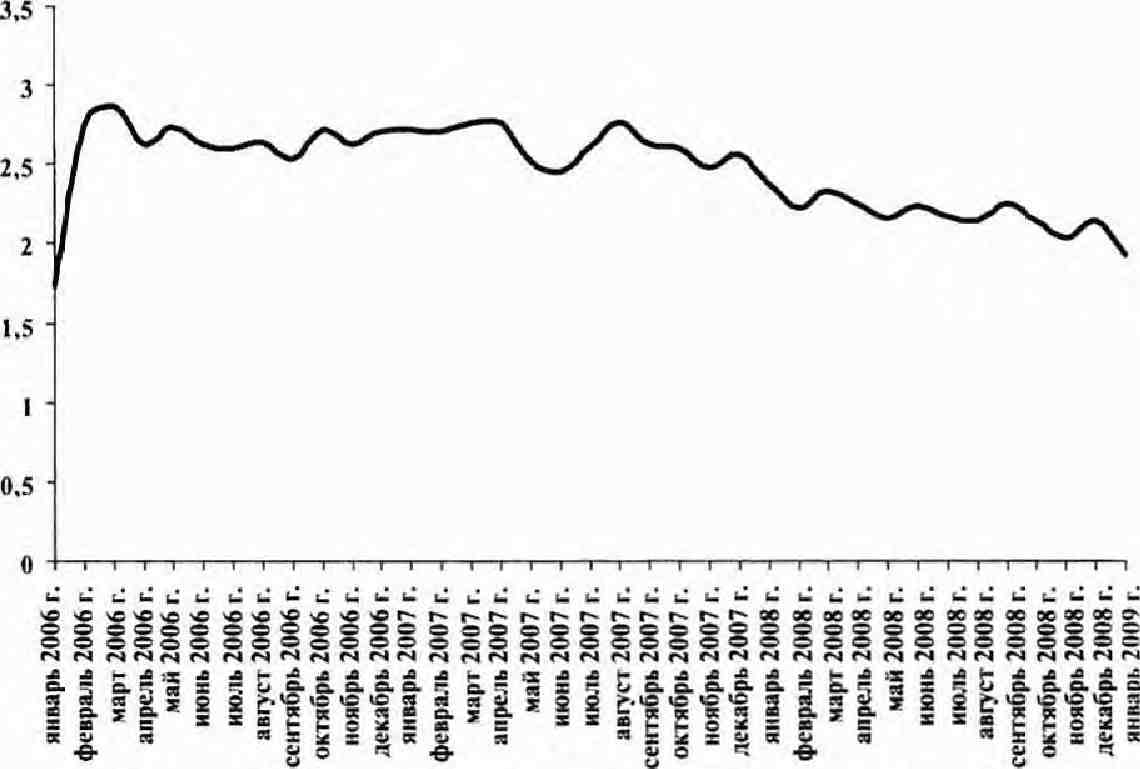 3,5
3
2,5
2
1,5
1
0,5
0
январь 2006 г.
февраль 2006 г.
март 2006 г.
апрель 2006 г.
май 2006 г.
июнь 2006 г.
июль 2006 г.
август 2006 г.
сентябрь 2006 г.
октябрь 2006 г.
ноябрь 2006 г.
декабрь 2006 г.
январь 2007 г.
февраль 2007 г.
март 2007 г.
апрель 2007 г.
май 2007 г.
июнь 2007 г.
июль 2007 г.
август 2007 г.
сентябрь 2007 г.
октябрь 2007 г.
ноябрь 2007 г.
декабрь 2007 г.
январь 2008 г.
февраль 2008 г.
март 2008 г.
апрель 2008 г.
май 2008 г.
июнь 2008 г.
июль 2008 г.
август 2008 г.
сентябрь 2008 г.
октябрь 2008 г.
ноябрь 2008 г.
декабрь 2008 г.
январь 2009 г.